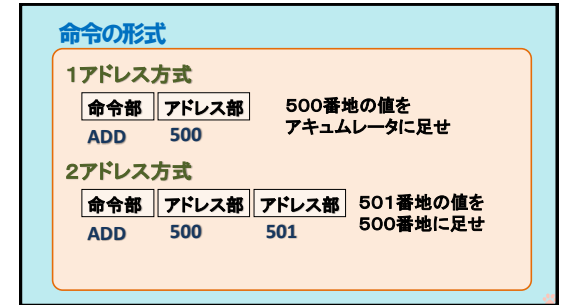 命令の形式
1アドレス方式
命令部 アドレス部 500番地の値を
ADD 500 アキュムレータに足せ
2アドレス方式
命令部 アドレス部 アドレス部 501番地の値を
ADD 500 501 500番地に足せ